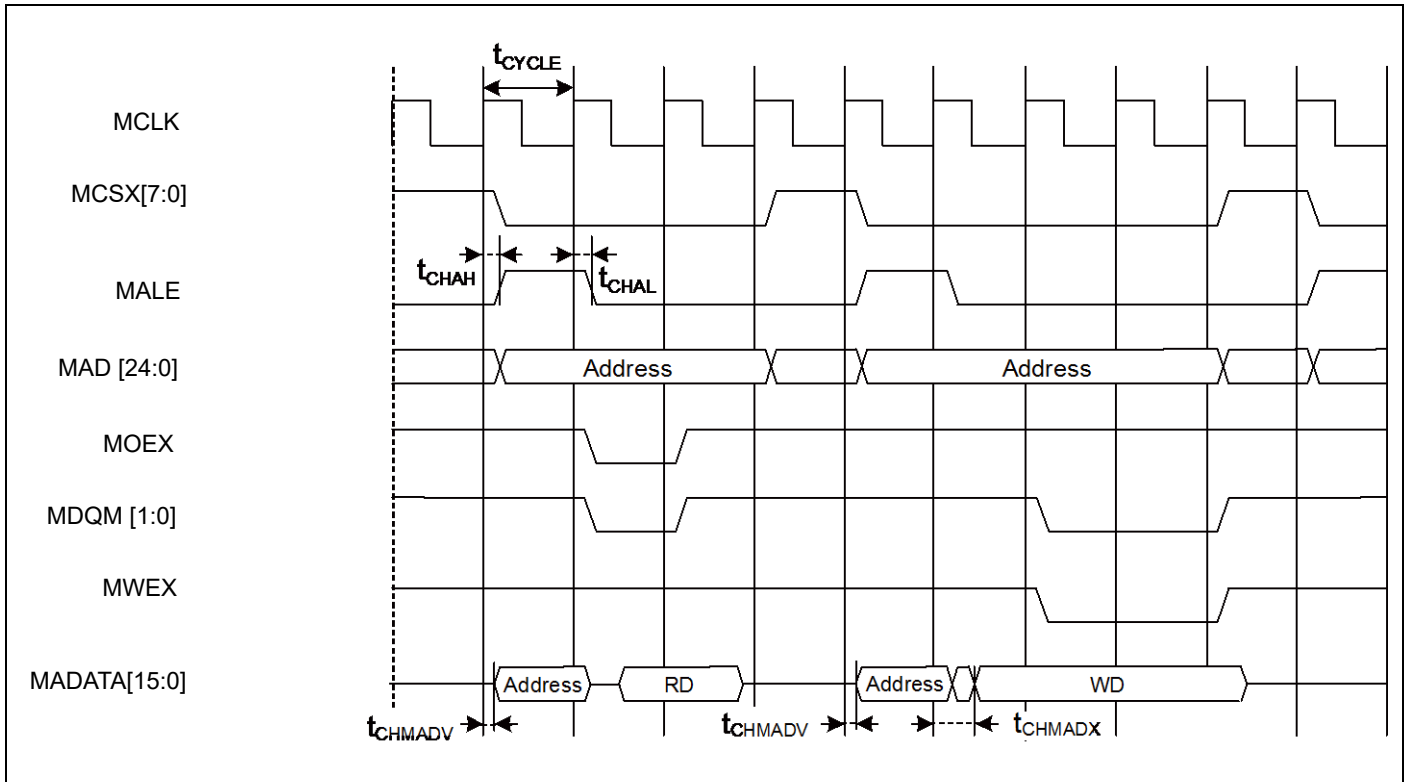 tCYCLE
MCLK
MCSX[7:0]
tCHAH
tCHAL
MALE
MAD [24:0]
Address
Address
MOEX
MDQM [1:0]
MWEX
MADATA[15:0]
Address
RD
Address
WD
tCHMADV
tCHMADV
tCHMADX